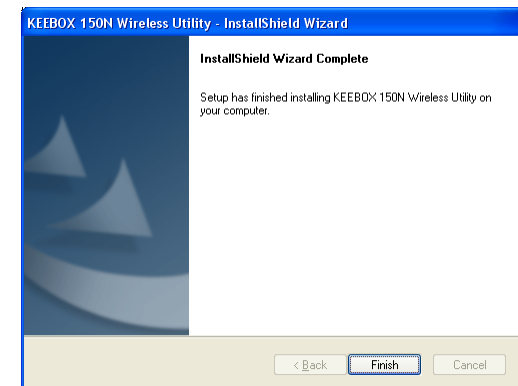 KEEBOX 150N Wireless Utility - InstallShield Wizard
InstallShield Wizard Complete
Setup has finished installing KEEBOX 150N Wireless Utility on
your computer.
< Back Finish Cancel